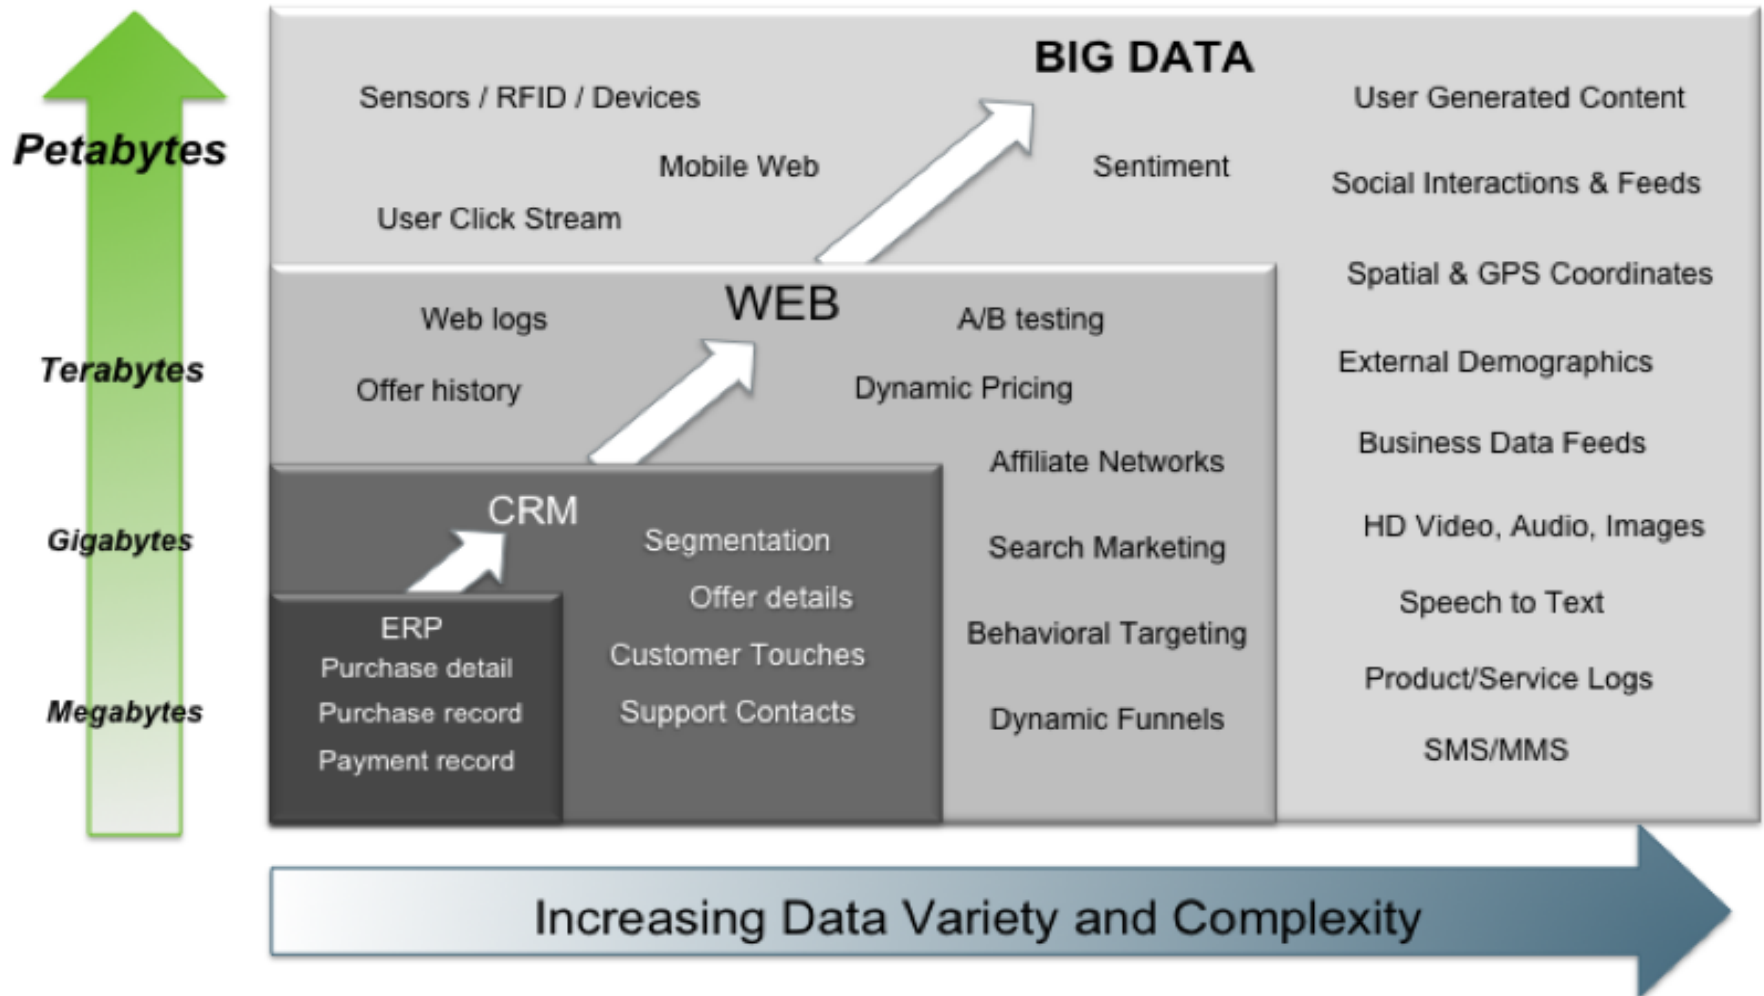 Petabytes
Terabytes
Gigabytes
Megabytes
BIG DATA
Sensors / RFID / Devices
Mobile Web
User Click Stream
Sentiment
User Generated Content
Social Interactions & Feeds
Spatial & GPS Coordinates
External Demographics
Business Data Feeds
HD Video, Audio, Images
Speech to Text
Product/Service Logs
SMS/MMS
WEB
Web logs
Offer history
A/B testing
Dynamic Pricing
Affiliate Networks
Search Marketing
Behavioral Targeting
Dynamic Funnels
CRM
Segmentation
Offer details
Customer Touches
Support Contacts
ERP
Purchase detail
Purchase record
Payment record
Increasing Data Variety and Complexity